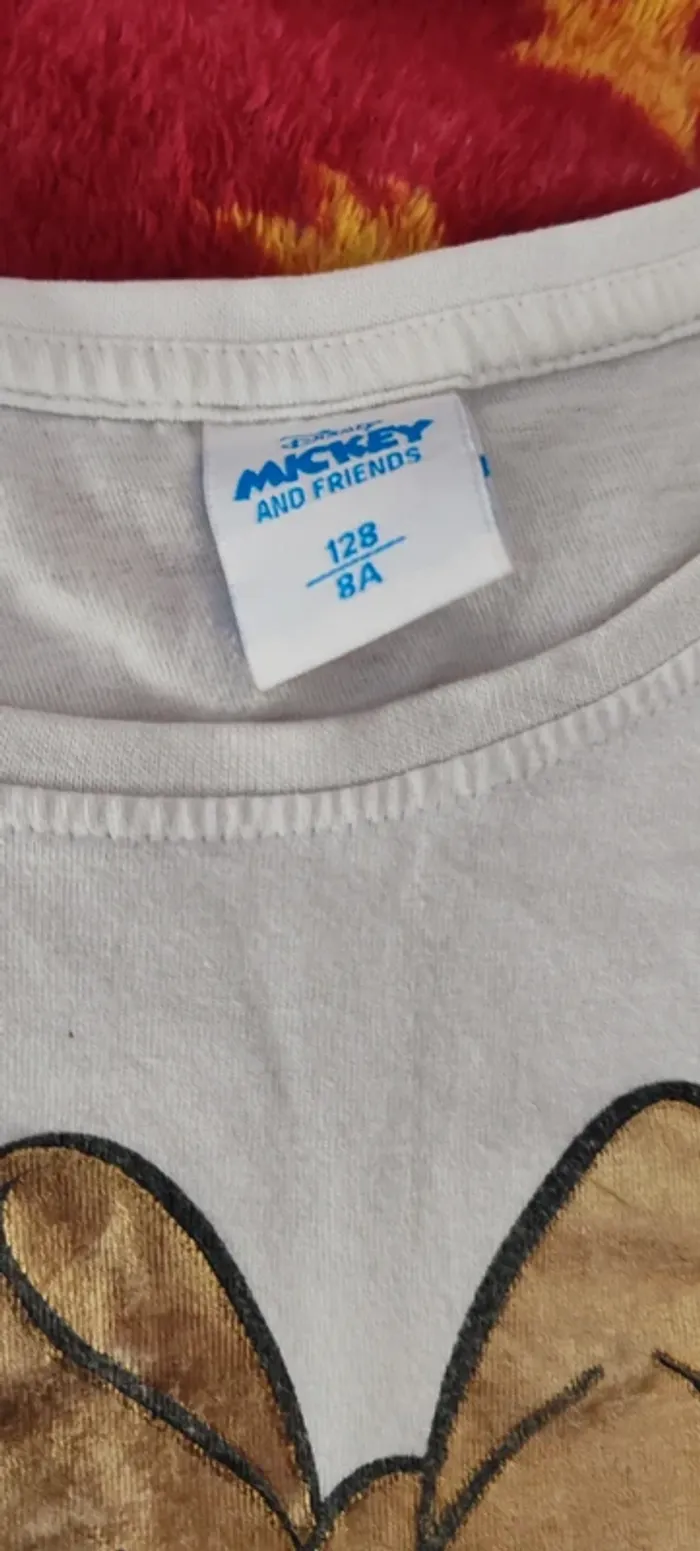 Disney
MICKEY
AND FRIENDS
128
8A